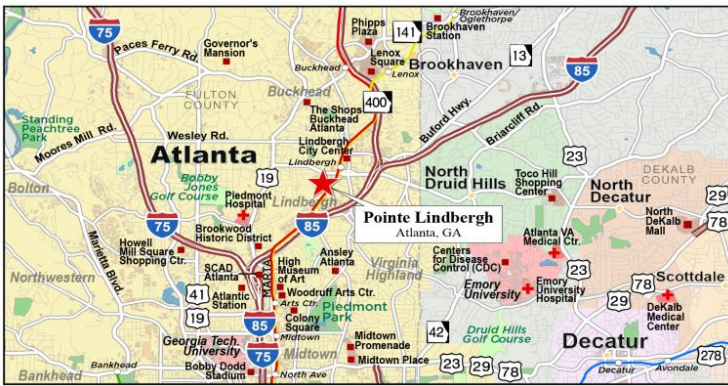 75
Paces Ferry Rd.
Governor's
Mansion
Phipps
Plaza
141
Brookhaven
Station
Brookhaven/
Oglethorpe
Lenox
Square
Buckhead
Lenox
Brookhaven
13
85
FULTON
COUNTY
Buckhead
400
Standing
Peachtree
Park
Moores Mill Rd.
Wesley Rd.
The Shops
Buckhead
Atlanta
Buford Hwy.
Briarcliff Rd.
Atlanta
Lindbergh
City Center
Lindbergh
23
DEKALB
COUNTY
Bolton
Bobby
Jones
Golf Course
19
Piedmont
Hospital
Lindbergh
North
Druid Hills
Toco Hill
Shopping
Center
North
Decatur
29
78
Pointe Lindbergh
Atlanta, GA
75
85
Brookwood
Historic District
Atlanta VA
Medical Ctr.
North
DeKalb
Mall
Marietta Blvd.
Howell
Mill Square
Shopping Ctr.
SCAD
Atlanta
MARTA
High
Museum
of Art
Ansley
Atlanta
Virginia
Highland
Centers
for Disease
Control (CDC)
23
78
Scottdale
Northwestern
41
19
Atlantic
Station
Woodruff Arts Ctr.
Arts Ctr.
Emory
University
Emory
University
Hospital
29
78
DeKalb
Medical
Center
Colony
Square
Piedmont
Park
85
Georgia Tech.
University
Midtown
Midtown
Midtown
Promenade
42
Druid Hills
Golf Course
Decatur
75
Midtown Place
Bankhead
Bankhead
Bobby Dodd
Stadium
North Ave
23
29
78
Decatur
Avondale
278